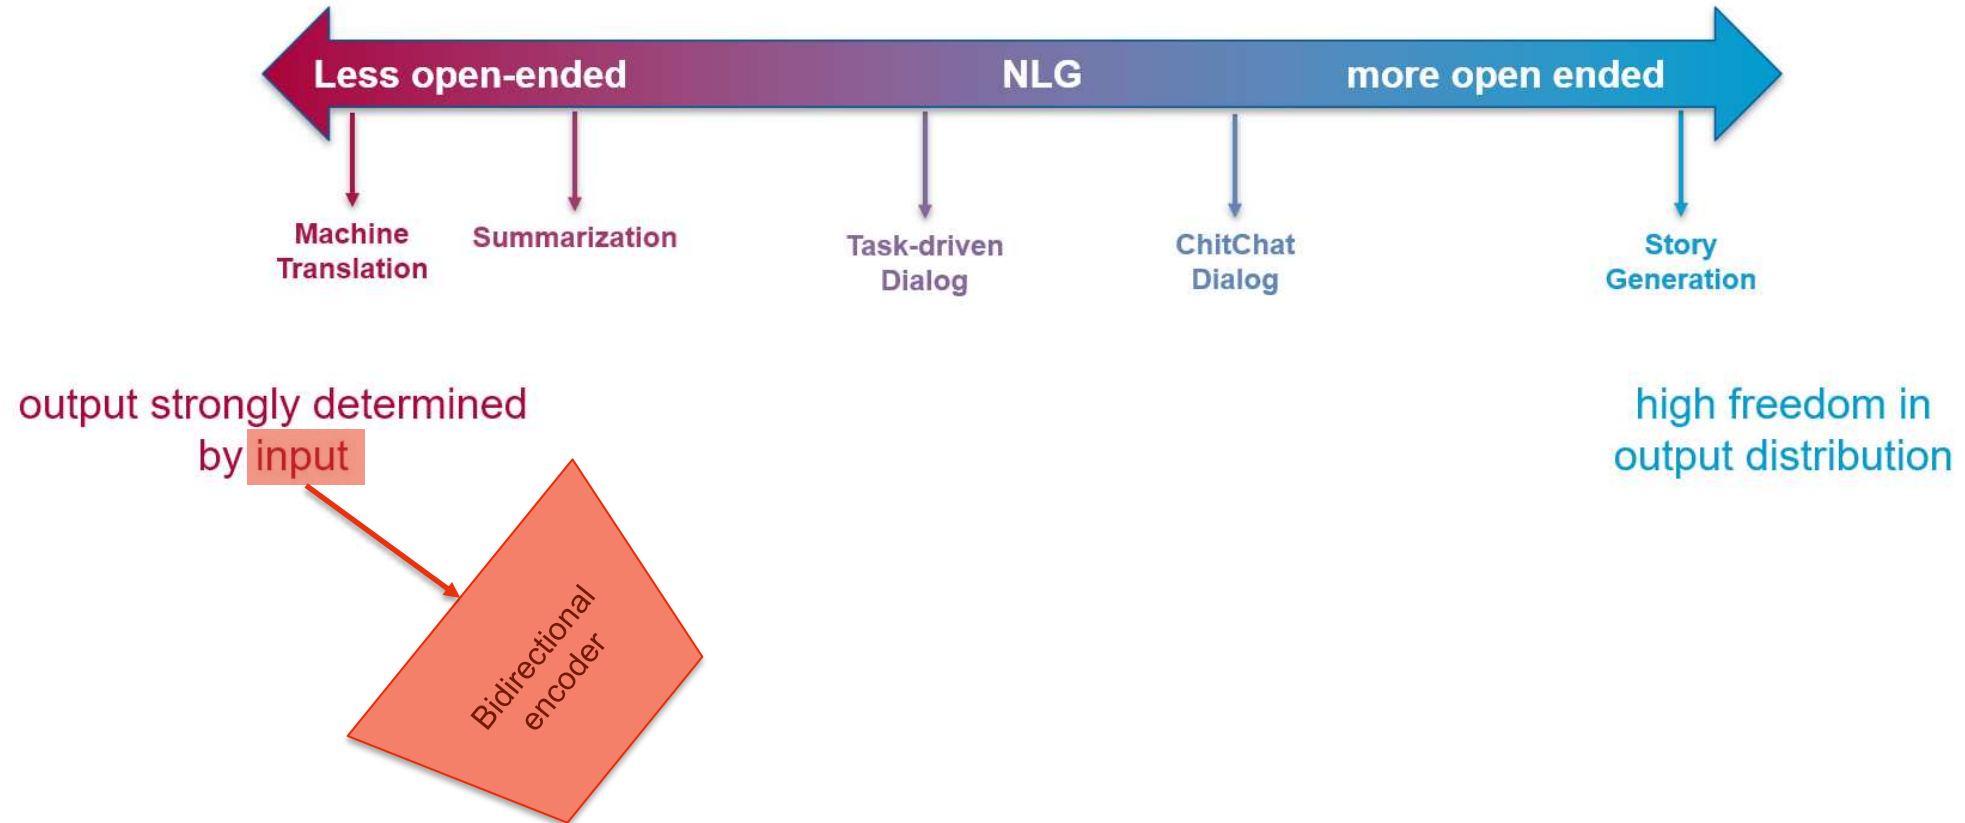 Less open-ended NLG more open ended
Machine
Translation
Summarization
Task-driven
Dialog
ChitChat
Dialog
Story
Generation
output strongly determined
by input
high freedom in
output distribution
Bidirectional
encoder